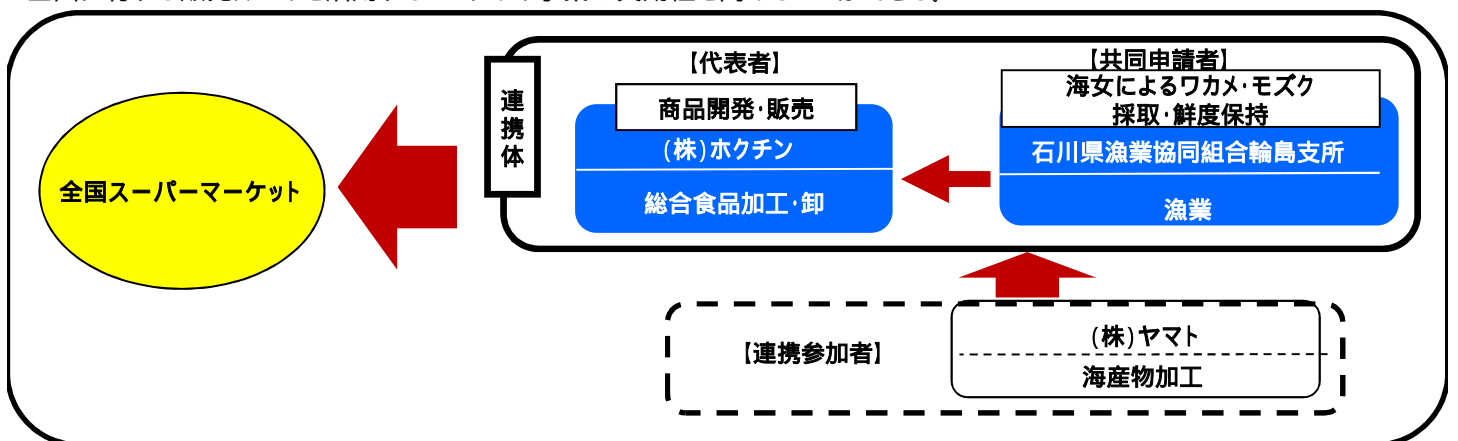 【代表者】
商品開発・販売
(株)ホクチン
総合食品加工・卸
【共同申請者】
海女によるワカメ・モズク
採取・鮮度保持
石川県漁業協同組合輪島支所
漁業
連携体
全国スーパーマーケット
【連携参加者】
(株)ヤマト
海産物加工